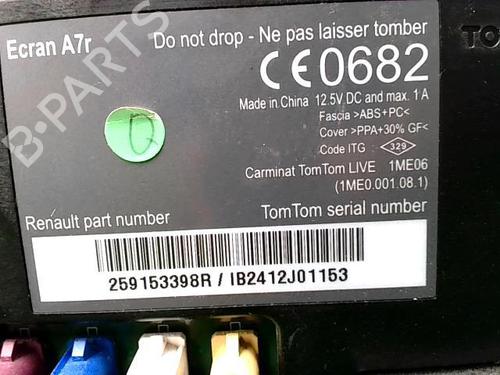 Ecran A7r
Do not drop - Ne pas laisser tomber
CE0682
Made in China 12.5V DC and max. 1 A
Fascia >ABS+PC<
Cover >PPA+30% GF<
Code ITG 329
Carminat TomTom LIVE 1ME06
(1ME0.001.08.1)
Renault part number
TomTom serial number
259153398R / IB2412J01153
B-PARTS